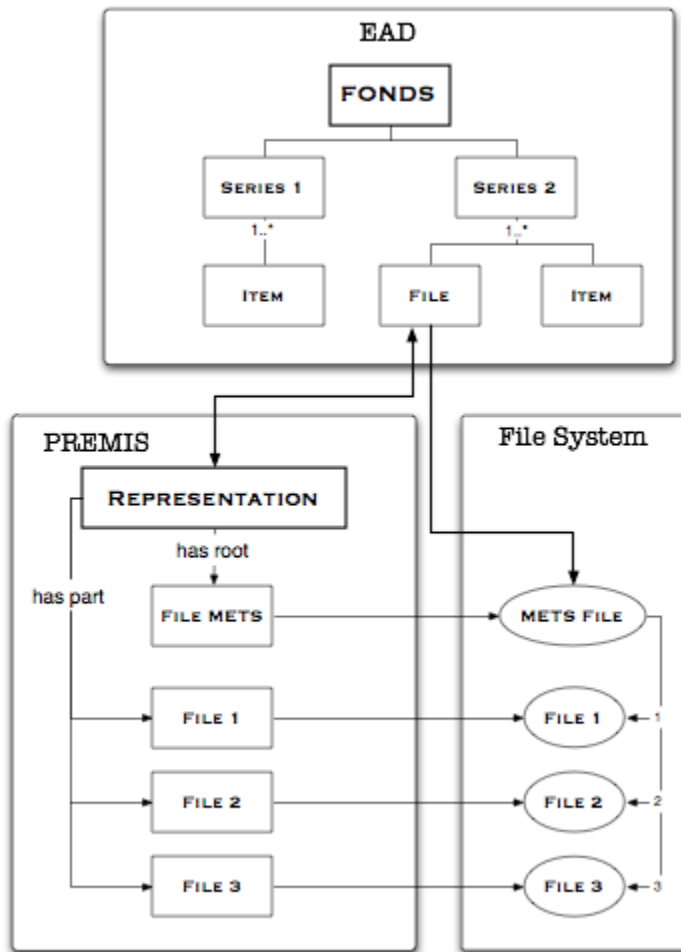 EAD
FONDS
SERIES 1
SERIES 2
1..*
1..*
ITEM
FILE
ITEM
PREMIS
File System
REPRESENTATION
has root
has part
FILE METS
METS FILE
FILE 1
FILE 1
1
FILE 2
FILE 2
2
FILE 3
FILE 3
3